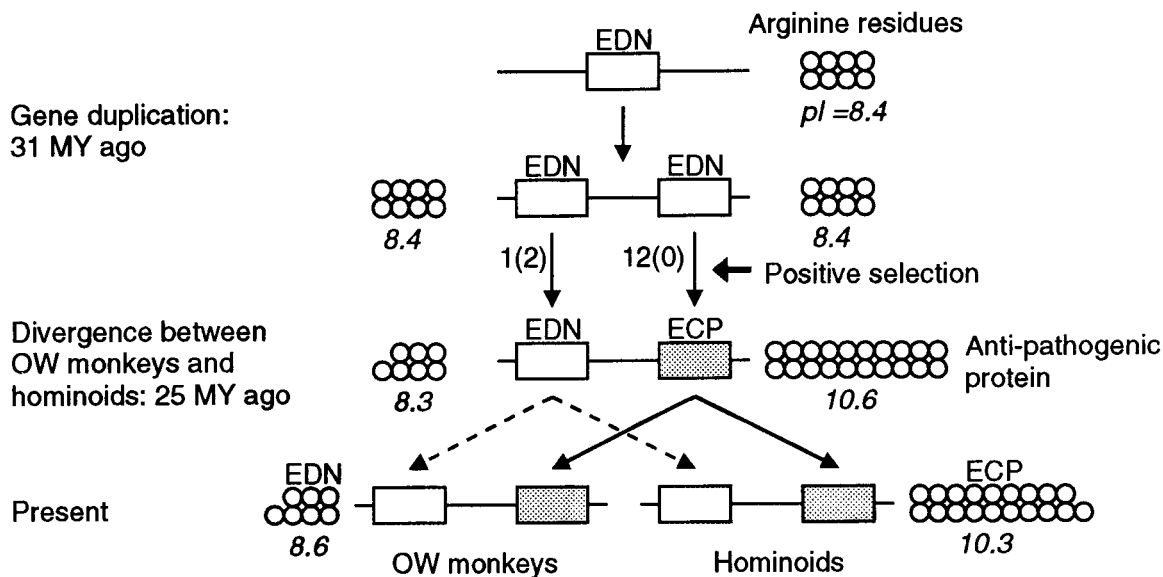 EDN
Arginine residues
pI =8.4
Gene duplication:
31 MY ago
EDN EDN
8.4 8.4
1(2) 12(0)
Positive selection
Divergence between
OW monkeys and
hominoids: 25 MY ago
EDN ECP
8.3 10.6
Anti-pathogenic
protein
Present
EDN ECP
8.6 10.3
OW monkeys Hominoids